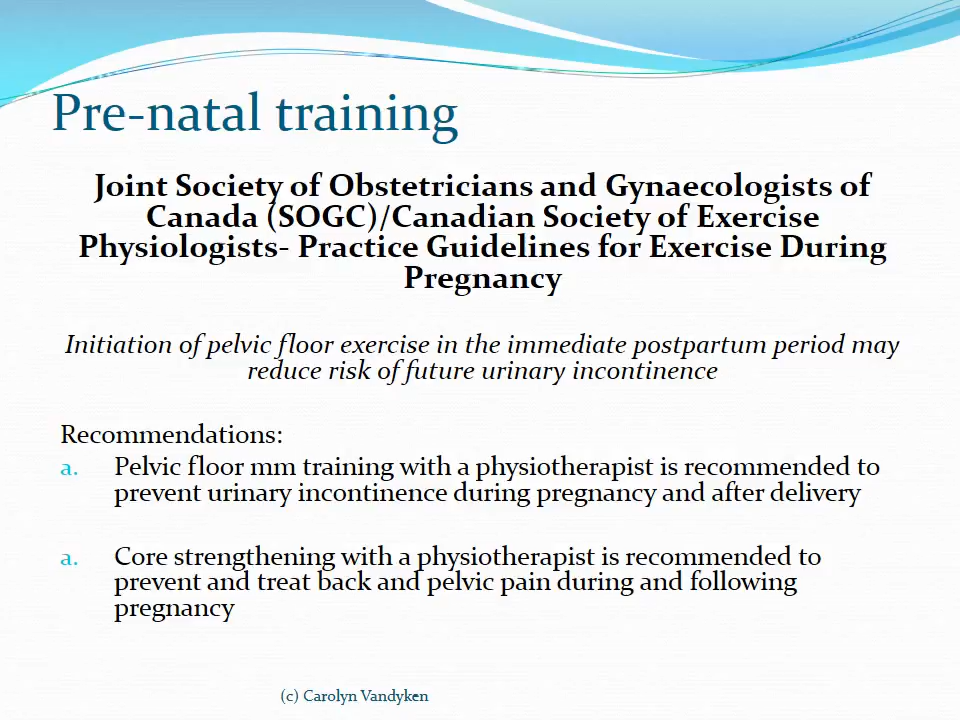 Pre-natal training
Joint Society of Obstetricians and Gynaecologists of
Canada (SOGC)/Canadian Society of Exercise
Physiologists- Practice Guidelines for Exercise During
Pregnancy
Initiation of pelvic floor exercise in the immediate postpartum period may
reduce risk of future urinary incontinence
Recommendations:
a. Pelvic floor mm training with a physiotherapist is recommended to
prevent urinary incontinence during pregnancy and after delivery
a. Core strengthening with a physiotherapist is recommended to
prevent and treat back and pelvic pain during and following
pregnancy
(c) Carolyn Vandyken